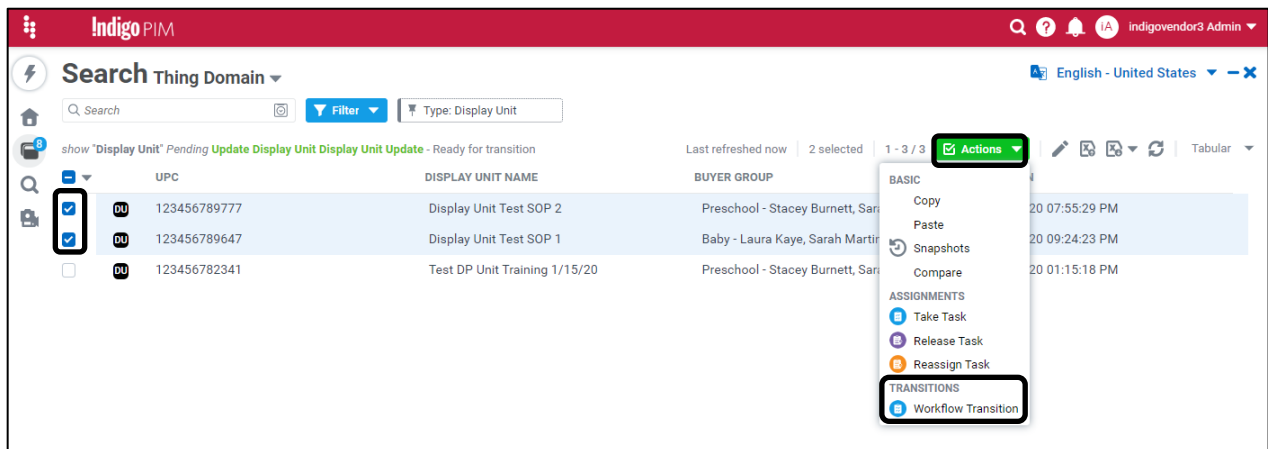 Indigo PIM
iA indigovendor3 Admin
Search Thing Domain
English - United States
Search
Filter
Type: Display Unit
8
show "Display Unit" Pending Update Display Unit Display Unit Update - Ready for transition
Last refreshed now 2 selected 1 - 3 / 3 Actions
Tabular
UPC DISPLAY UNIT NAME BUYER GROUP
DU 123456789777 Display Unit Test SOP 2 Preschool - Stacey Burnett, Sar 20 07:55:29 PM
DU 123456789647 Display Unit Test SOP 1 Baby - Laura Kaye, Sarah Martin 20 09:24:23 PM
DU 123456782341 Test DP Unit Training 1/15/20 Preschool - Stacey Burnett, Sar 20 01:15:18 PM
BASIC
Copy
Paste
Snapshots
Compare
ASSIGNMENTS
Take Task
Release Task
Reassign Task
TRANSITIONS
Workflow Transition